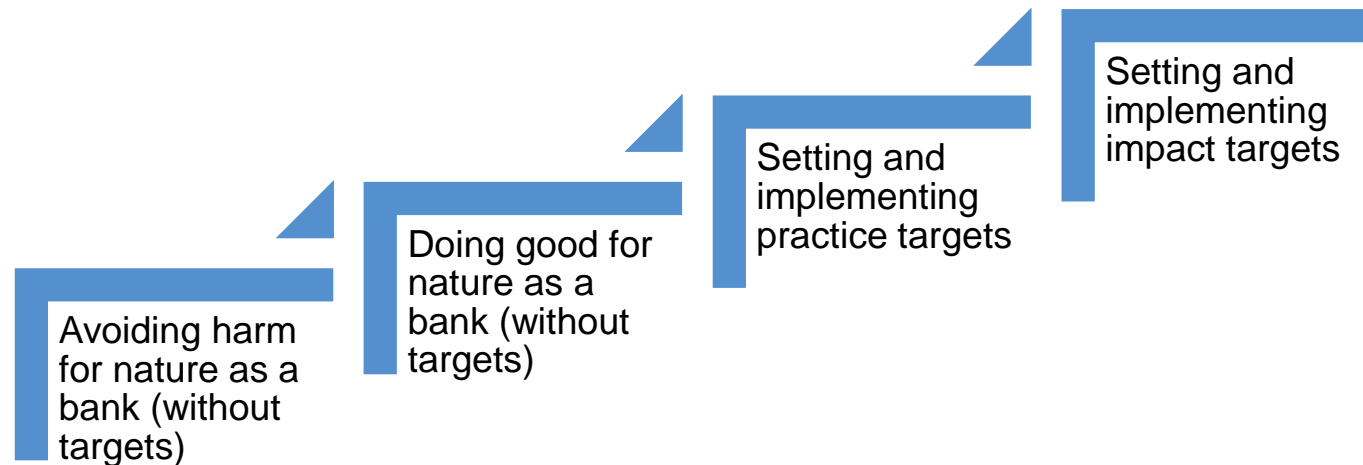 Avoiding harm
for nature as a
bank (without
targets)
Doing good for
nature as a
bank (without
targets)
Setting and
implementing
practice targets
Setting and
implementing
impact targets